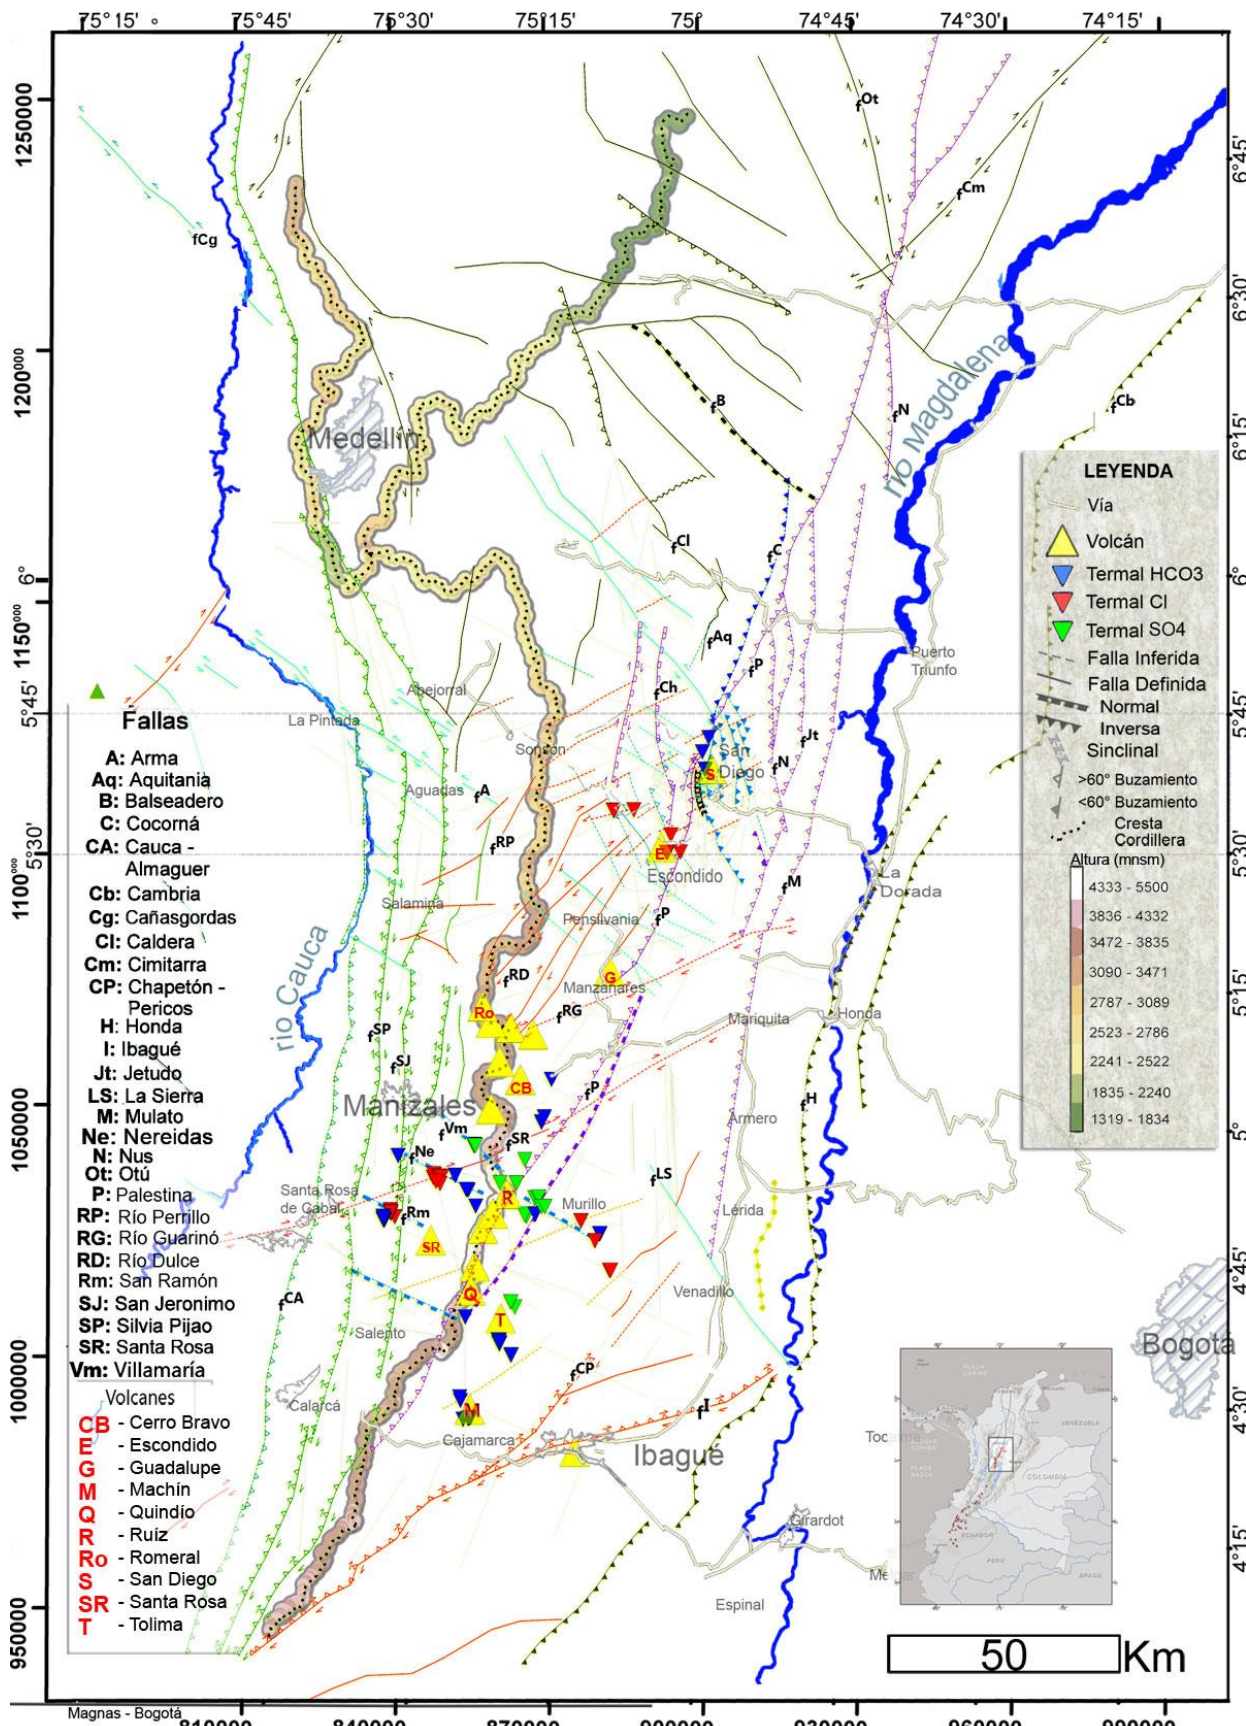 75°15' °
75°45'
75°30'
75°15'
75°
74°45'
74°30'
74°15'
1250000
1200000
1150000
1100000
1050000
1000000
950000
6°
5°45'
5°30'
6°45'
6°30'
6°15'
6°
5°45'
5°30'
5°15'
5°
4°45'
4°30'
4°15'
fOt
fCm
fCg
fB
fN
fCb
fCl
fC
fAq
fP
fCh
fJt
fN
fA
fRP
fM
fP
fRD
fRG
fSP
fSJ
fP
fH
fVm
fSR
fNe
fLS
fRm
fCA
fCP
fI
río Magdalena
río Cauca
Medellín
Puerto
Triunfo
Abejorral
La Pintada
Sonson
San
Diego
Aguadas
Escondido
La
Dorada
Salamina
Pensilvania
Manzanares
Mariquita
Honda
Manizales
Armero
Santa Rosa
de Cabal
Murillo
Lérida
Venadillo
Salento
Calarcá
Cajamarca
Ibagué
Bogotá
Girardot
Espinal
S
E
G
Ro
CB
R
SR
Q
T
M
LEYENDA
Vía
Volcán
Termal HCO3
Termal Cl
Termal SO4
Falla Inferida
Falla Definida
Normal
Inversa
Sinclinal
>60° Buzamiento
<60° Buzamiento
Cresta
Cordillera
Altura (mnsm)
4333 - 5500
3836 - 4332
3472 - 3835
3090 - 3471
2787 - 3089
2523 - 2786
2241 - 2522
1835 - 2240
1319 - 1834
Fallas
A: Arma
Aq: Aquitania
B: Balseadero
C: Cocorná
CA: Cauca -
Almaguer
Cb: Cambria
Cg: Cañasgordas
Cl: Caldera
Cm: Cimitarra
CP: Chapetón -
Pericos
H: Honda
I: Ibagué
Jt: Jetudo
LS: La Sierra
M: Mulato
Ne: Nereidas
N: Nus
Ot: Otú
P: Palestina
RP: Río Perrillo
RG: Río Guarinó
RD: Río Dulce
Rm: San Ramón
SJ: San Jeronimo
SP: Silvia Pijao
SR: Santa Rosa
Vm: Villamaría
Volcanes
CB - Cerro Bravo
E - Escondido
G - Guadalupe
M - Machín
Q - Quindío
R - Ruíz
Ro - Romeral
S - San Diego
SR - Santa Rosa
T - Tolima
COLOMBIA
VENEZUELA
ECUADOR
PERÚ
BRASIL
50 Km
Magnas - Bogotá